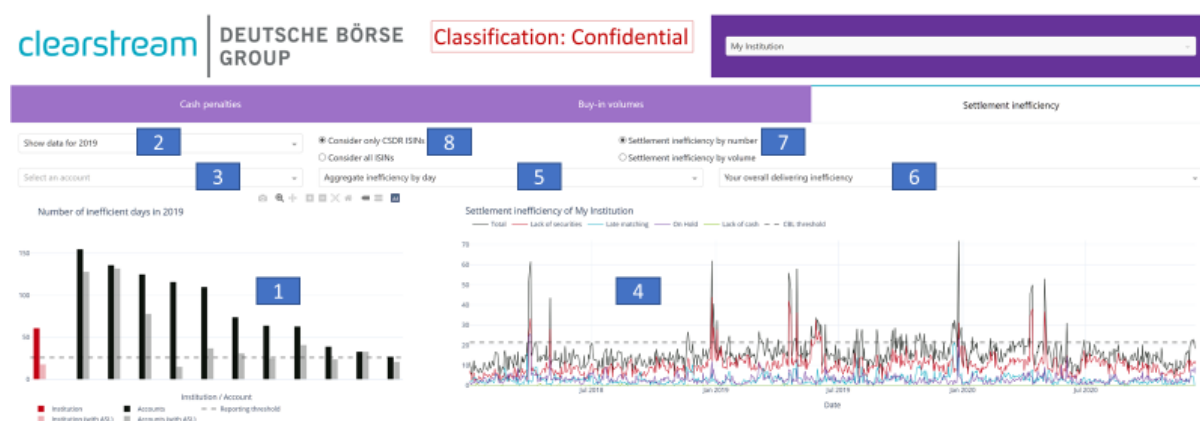 clearstream
DEUTSCHE BÖRSE
GROUP
Classification: Confidential
My Institution
Cash penalties
Buy-in volumes
Settlement inefficiency
Show data for 2019
2
Consider only CSDR ISINs
8
Settlement inefficiency by number
7
Consider all ISINs
Settlement inefficiency by volume
Select an account
3
Aggregate inefficiency by day
5
Your overall delivering inefficiency
6
Number of inefficient days in 2019
150
100
50
0
1
Institution / Account
Institution
Accounts
Reporting threshold
Institution (with ASL)
Accounts (with ASL)
Settlement inefficiency of My Institution
Total
Lack of securities
Late matching
On Hold
Lack of cash
CBL threshold
70
60
50
40
30
20
10
0
4
Jul 2018
Jan 2019
Jul 2019
Jan 2020
Jul 2020
Date